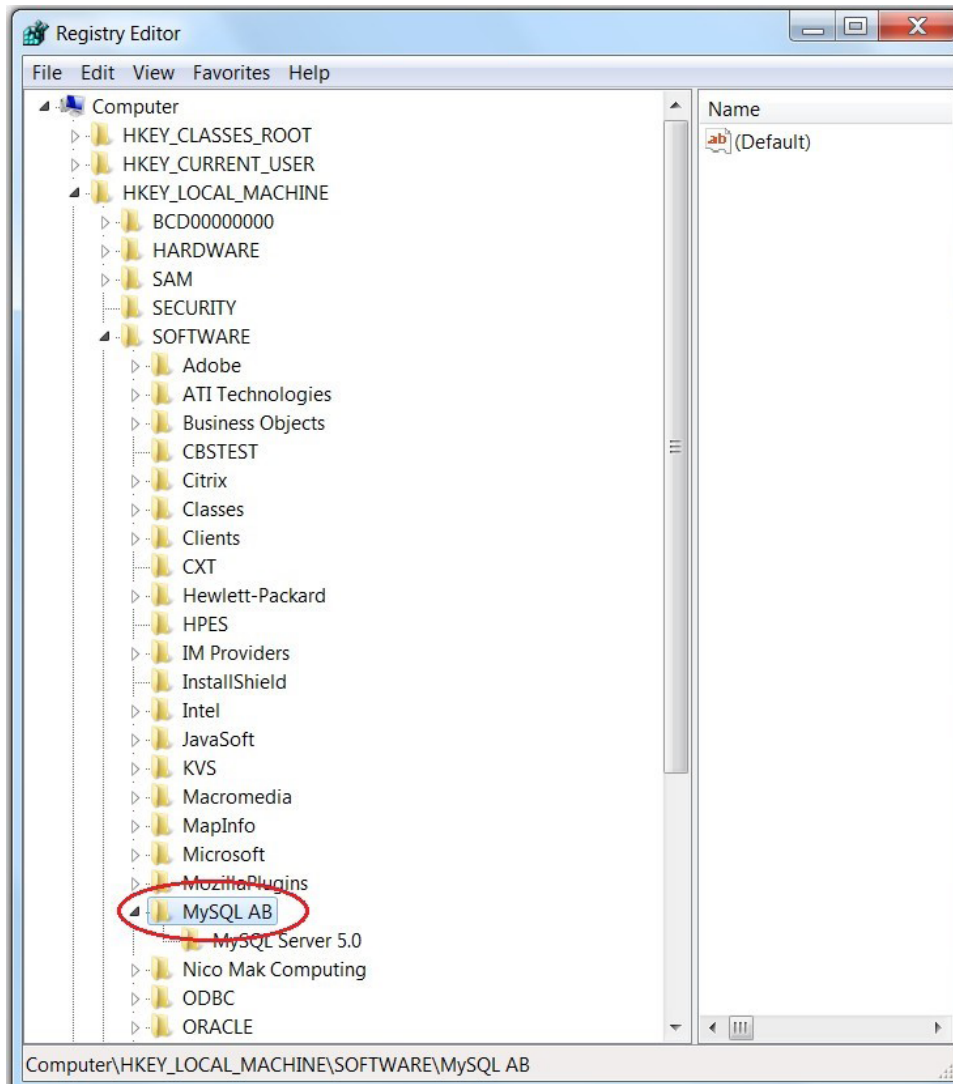 Registry Editor
File Edit View Favorites Help
Computer
HKEY_CLASSES_ROOT
HKEY_CURRENT_USER
HKEY_LOCAL_MACHINE
BCD00000000
HARDWARE
SAM
SECURITY
SOFTWARE
Adobe
ATI Technologies
Business Objects
CBSTEST
Citrix
Classes
Clients
CXT
Hewlett-Packard
HPES
IM Providers
InstallShield
Intel
JavaSoft
KVS
Macromedia
MapInfo
Microsoft
MozillaPlugins
MySQL AB
MySQL Server 5.0
Nico Mak Computing
ODBC
ORACLE
Name
ab (Default)
Computer\HKEY_LOCAL_MACHINE\SOFTWARE\MySQL AB